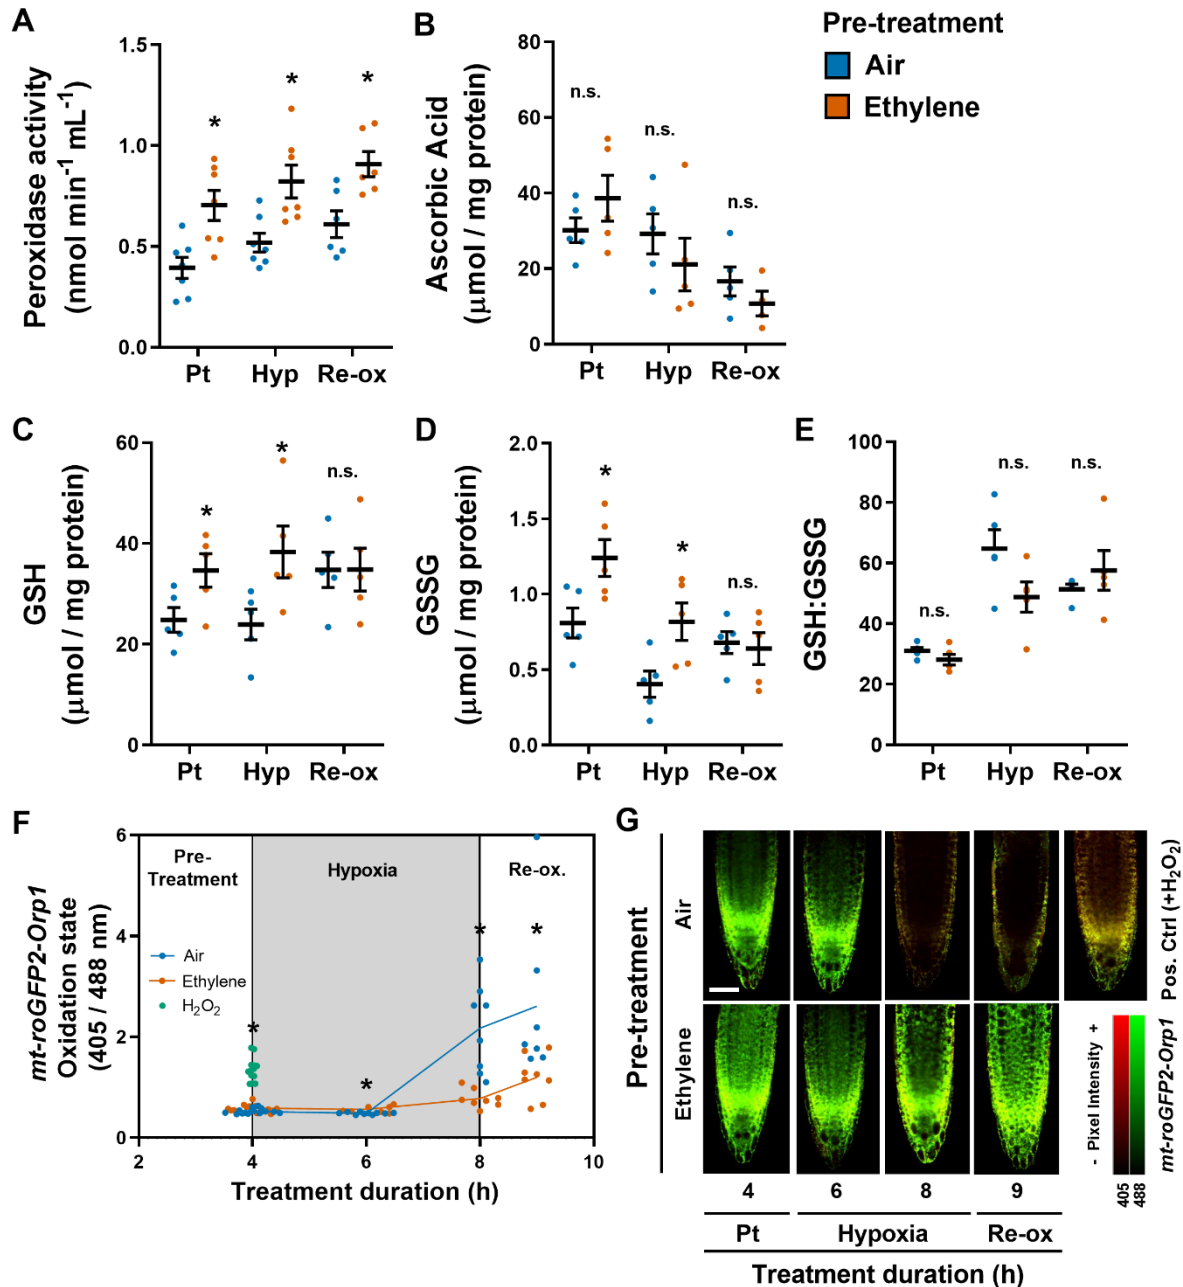 A
Peroxidase activity
(nmol min⁻¹ mL⁻¹)
1.5
1.0
0.5
0.0
*
*
*
Pt
Hyp
Re-ox
B
Ascorbic Acid
(μmol / mg protein)
80
60
40
20
0
n.s.
n.s.
n.s.
Pt
Hyp
Re-ox
Pre-treatment
Air
Ethylene
C
GSH
(μmol / mg protein)
60
40
20
0
*
*
n.s.
Pt
Hyp
Re-ox
D
GSSG
(μmol / mg protein)
2.0
1.5
1.0
0.5
0.0
*
*
n.s.
Pt
Hyp
Re-ox
E
GSH:GSSG
100
80
60
40
20
0
n.s.
n.s.
n.s.
Pt
Hyp
Re-ox
F
mt-roGFP2-Orp1
Oxidation state
(405 / 488 nm)
6
4
2
0
Pre-
Treatment
Hypoxia
Re-ox.
Air
Ethylene
H₂O₂
*
*
*
*
2
4
6
8
10
Treatment duration (h)
G
Pre-treatment
Air
Ethylene
Pos. Ctrl (+H₂O₂)
- Pixel Intensity +
mt-roGFP2-Orp1
405
488
4
6
8
9
Pt
Hypoxia
Re-ox
Treatment duration (h)